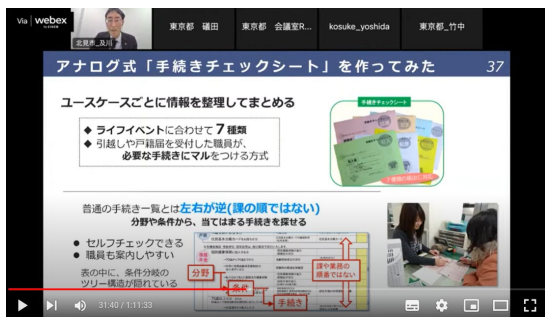 Via webex
北見市_及川
東京都 礒田
東京都 会議室R...
kosuke_yoshida
東京都_竹中
アナログ式「手続きチェックシート」を作ってみた 37
ユースケースごとに情報を整理してまとめる
◆ ライフイベントに合わせて7種類
◆ 引越しや戸籍届を受付した職員が、
必要な手続きにマルをつける方式
手続きチェックシート
普通の手続き一覧とは左右が逆(課の順ではない)
分野や条件から、当てはまる手続きを探せる
● セルフチェックできる
● 職員も案内しやすい
表の中に、条件分岐の
ツリー構造が隠れている
分野
条件
手続き
課や業務の
順番ではない
31:40 / 1:11:33